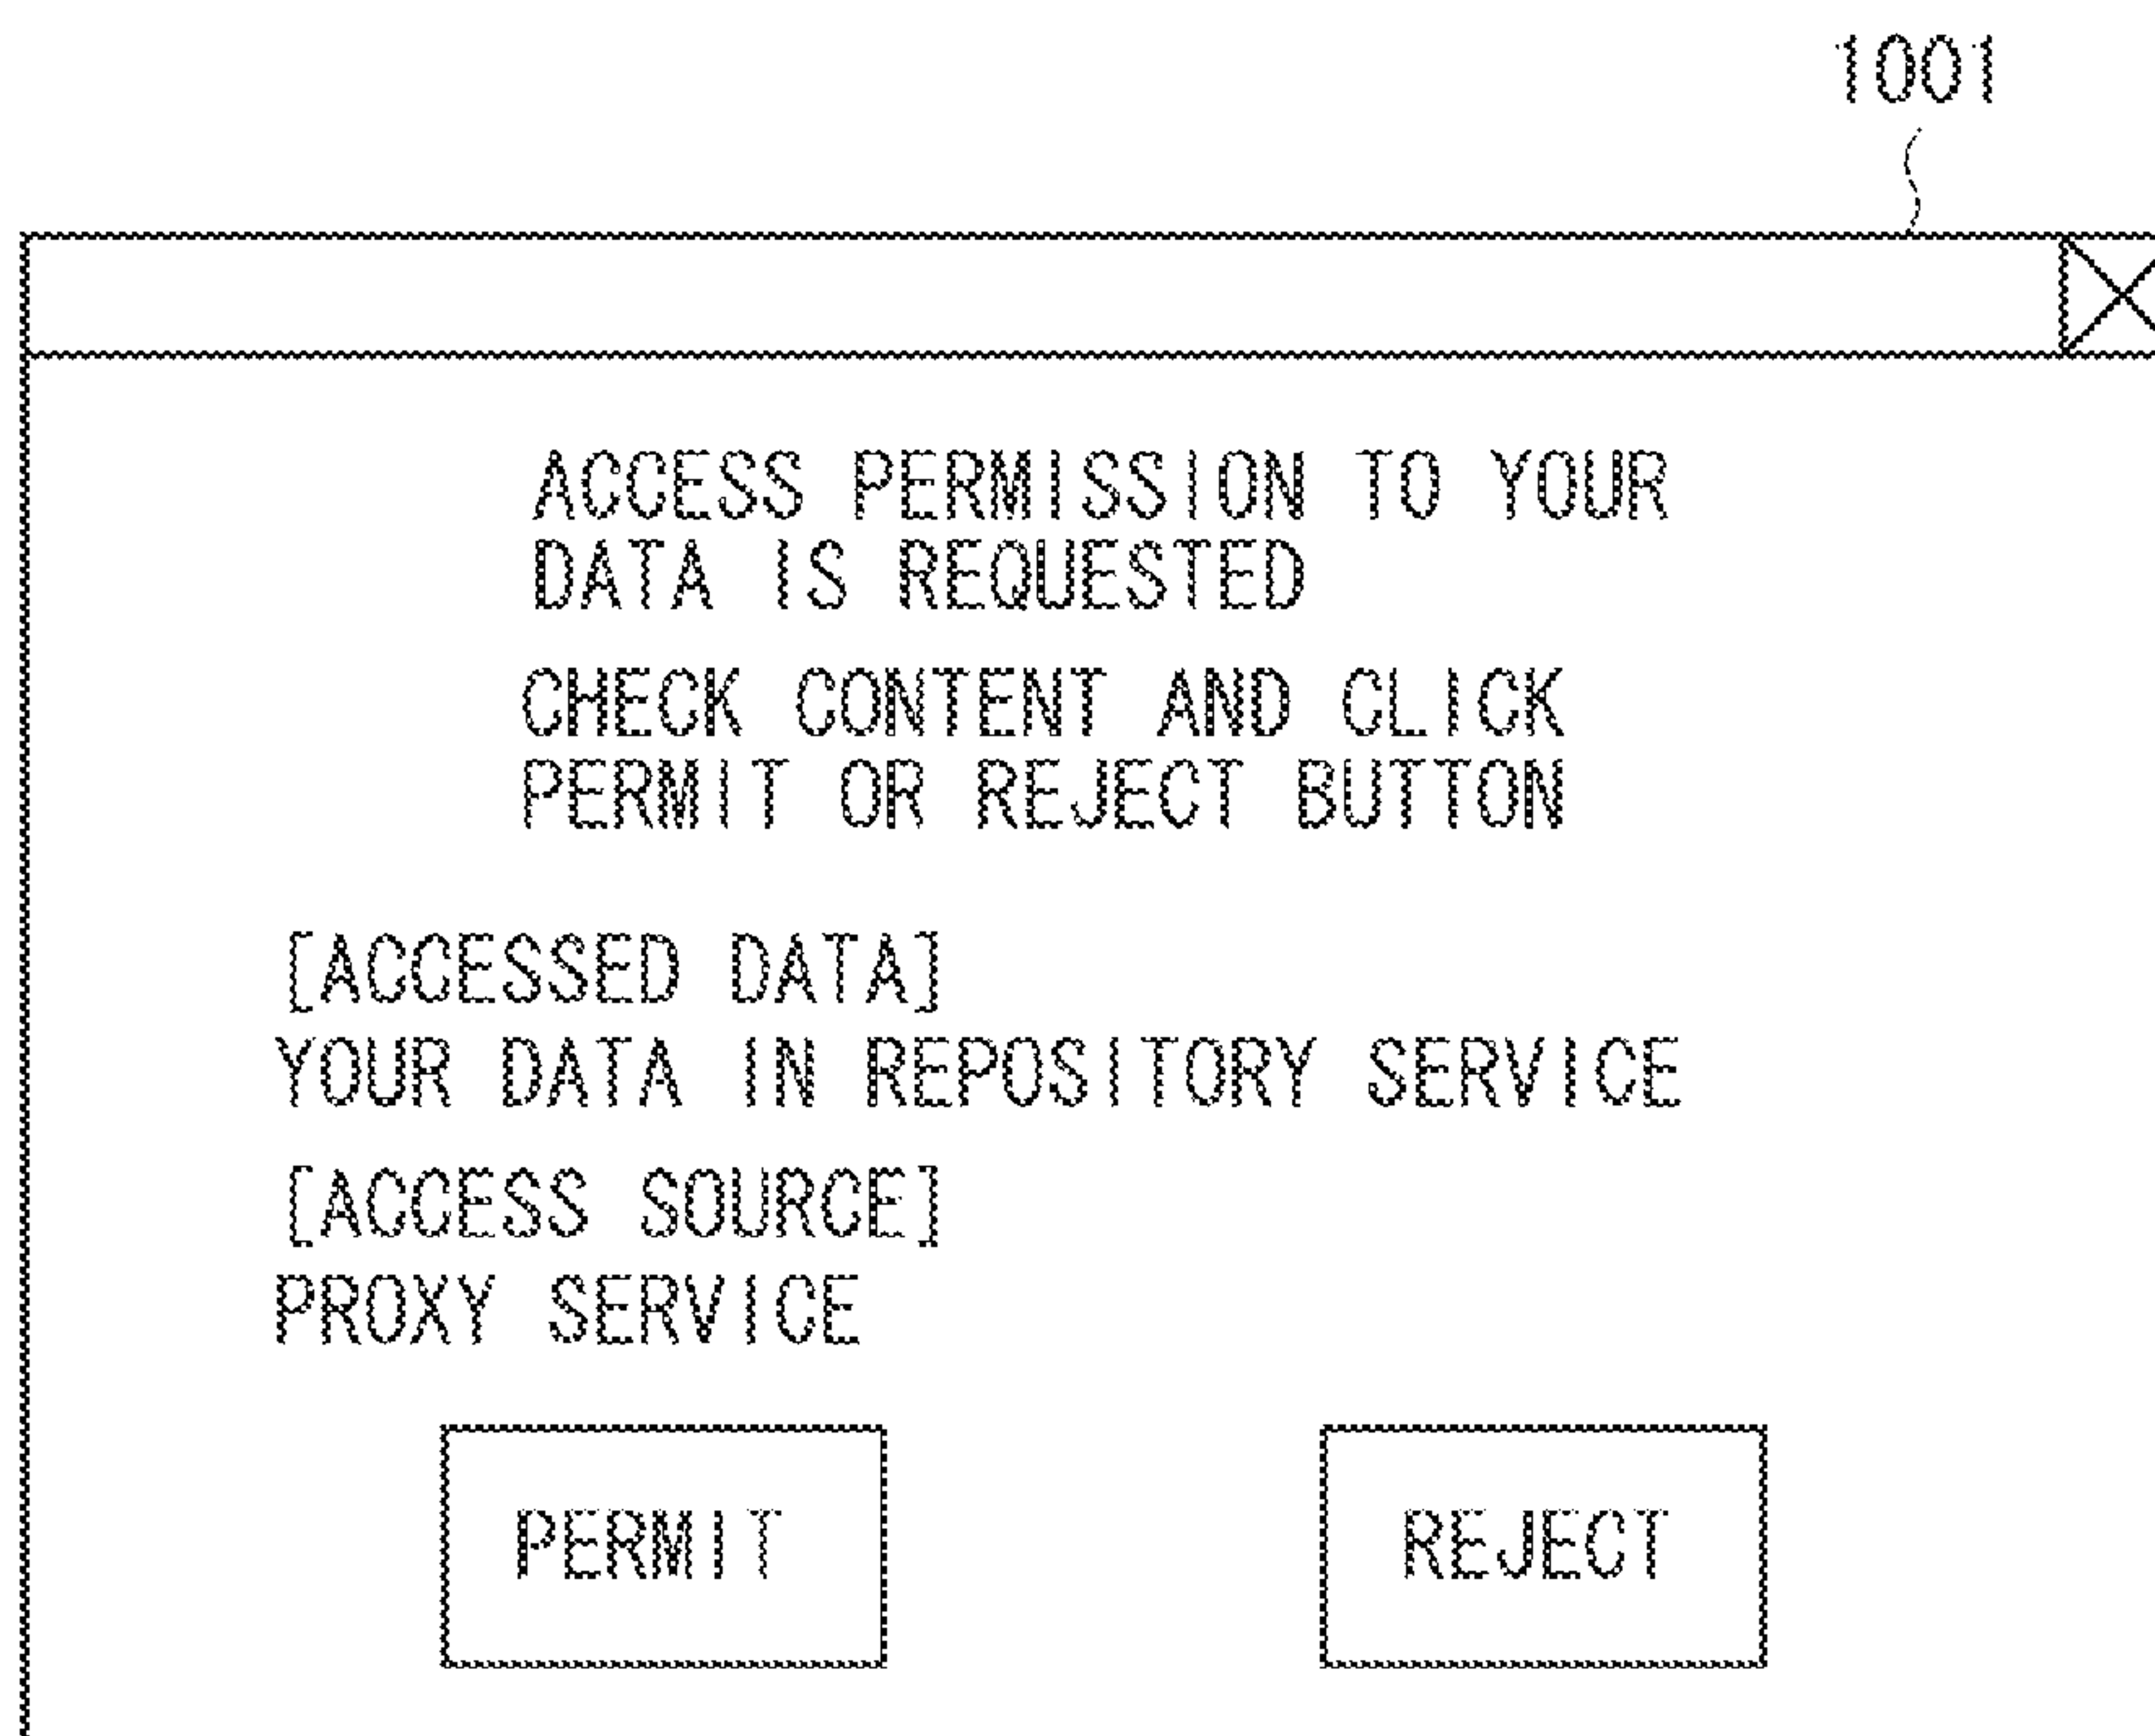 1001
ACCESS PERMISSION TO YOUR
DATA IS REQUESTED
CHECK CONTENT AND CLICK
PERMIT OR REJECT BUTTON
[ACCESSED DATA]
YOUR DATA IN REPOSITORY SERVICE
[ACCESS SOURCE]
PROXY SERVICE
PERMIT REJECT